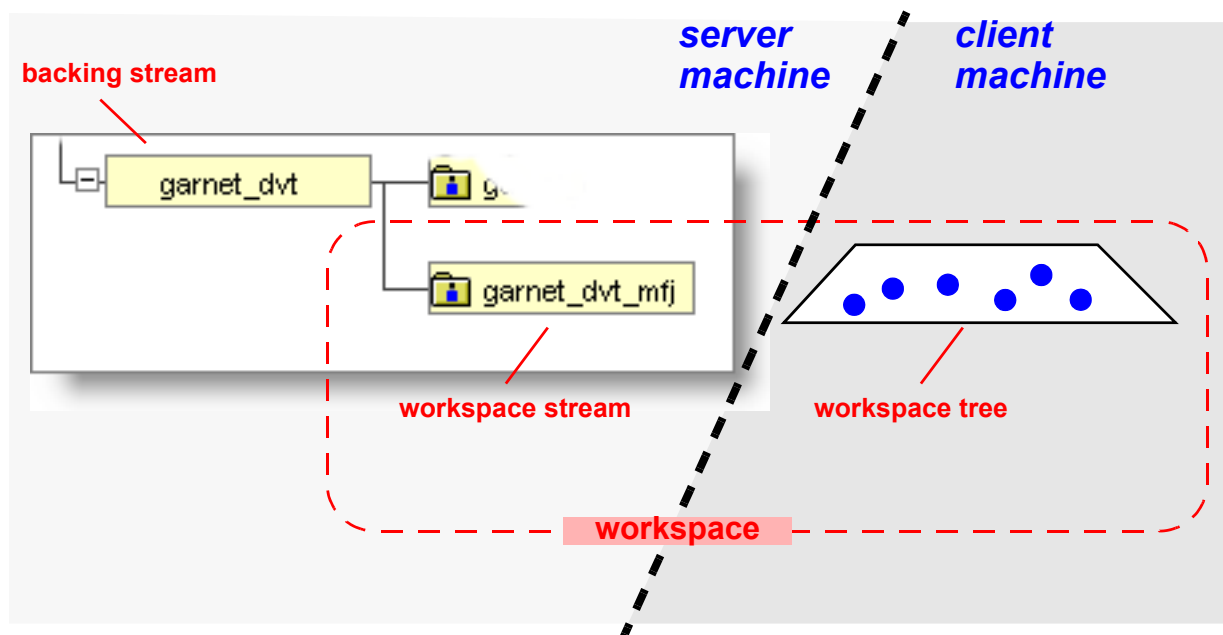 server
machine
client
machine
backing stream
garnet_dvt
garnet_dvt_mfj
workspace stream
workspace tree
workspace